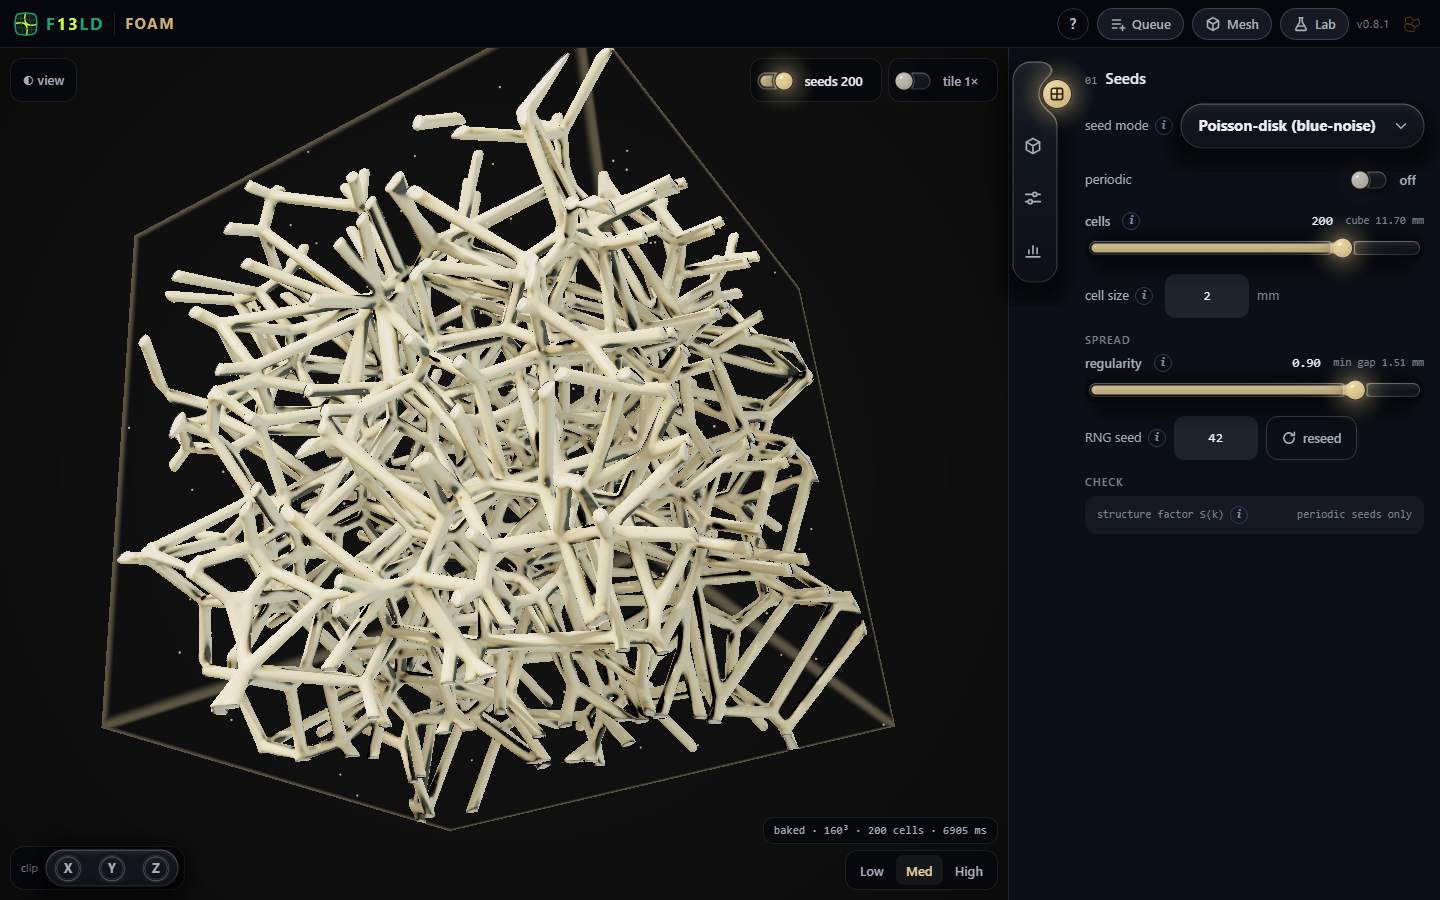 F13LD FOAM
? Queue Mesh Lab v0.8.1
view
seeds 200
tile 1×
01 Seeds
seed mode i Poisson-disk (blue-noise)
periodic off
cells i 200 cube 11.70 mm
cell size i 2 mm
SPREAD
regularity i 0.90 min gap 1.51 mm
RNG seed i 42 reseed
CHECK
structure factor S(k) i periodic seeds only
baked · 160³ · 200 cells · 6905 ms
clip X Y Z
Low Med High